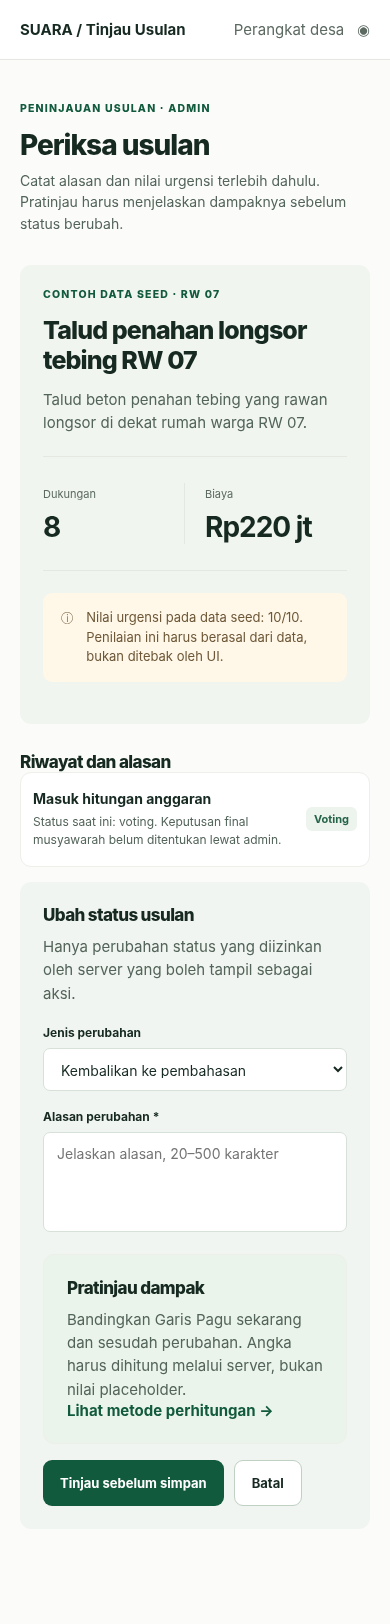 SUARA / Tinjau Usulan
Perangkat desa ◉
PENINJAUAN USULAN · ADMIN
Periksa usulan
Catat alasan dan nilai urgensi terlebih dahulu.
Pratinjau harus menjelaskan dampaknya sebelum
status berubah.
CONTOH DATA SEED · RW 07
Talud penahan longsor
tebing RW 07
Talud beton penahan tebing yang rawan
longsor di dekat rumah warga RW 07.
Dukungan
8
Biaya
Rp220 jt
ⓘ Nilai urgensi pada data seed: 10/10.
Penilaian ini harus berasal dari data,
bukan ditebak oleh UI.
Riwayat dan alasan
Masuk hitungan anggaran
Status saat ini: voting. Keputusan final
musyawarah belum ditentukan lewat admin.
Voting
Ubah status usulan
Hanya perubahan status yang diizinkan
oleh server yang boleh tampil sebagai
aksi.
Jenis perubahan
Kembalikan ke pembahasan
Alasan perubahan *
Jelaskan alasan, 20–500 karakter
Pratinjau dampak
Bandingkan Garis Pagu sekarang
dan sesudah perubahan. Angka
harus dihitung melalui server, bukan
nilai placeholder.
Lihat metode perhitungan →
Tinjau sebelum simpan
Batal